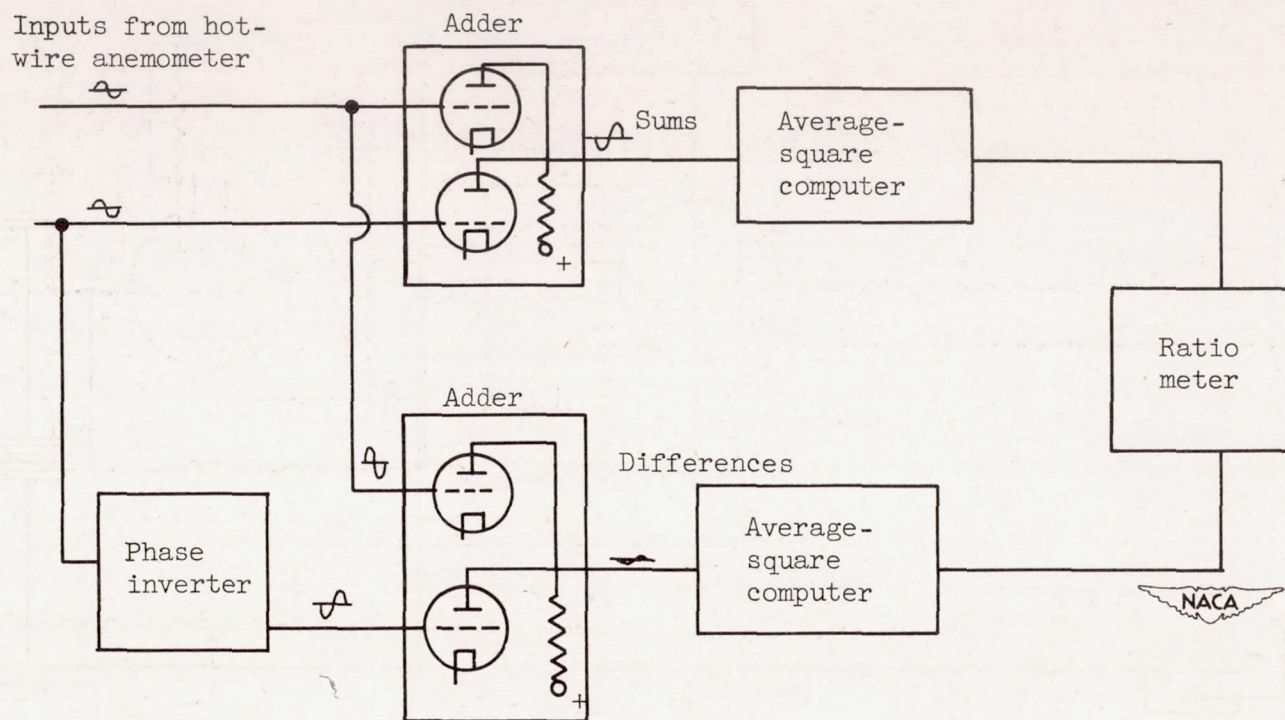 Inputs from hot-
wire anemometer
Adder
Sums
Average-
square
computer
+
Ratio
meter
Adder
Differences
Average-
square
computer
Phase
inverter
+
NACA